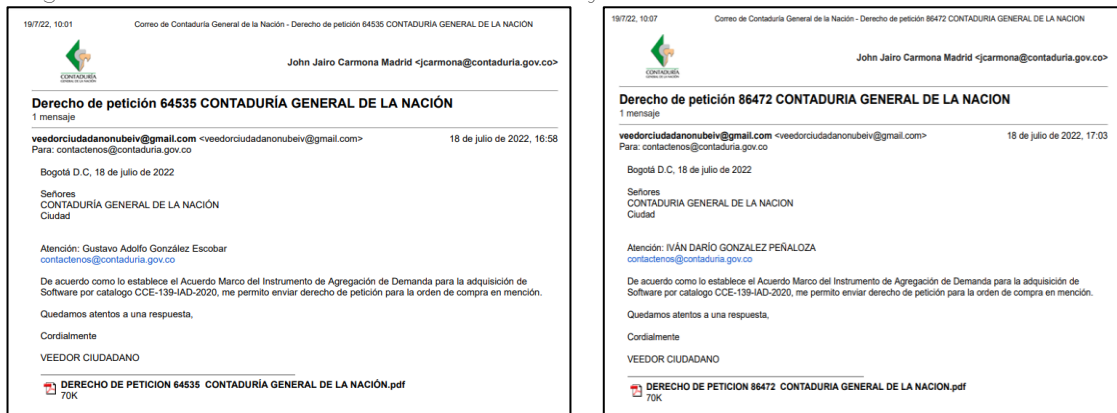 19/7/22, 10:01 Correo de Contaduría General de la Nación - Derecho de petición 64535 CONTADURÍA GENERAL DE LA NACIÓN
CONTADURÍA
GENERAL DE LA NACIÓN
John Jairo Carmona Madrid <jcarmona@contaduria.gov.co>
Derecho de petición 64535 CONTADURÍA GENERAL DE LA NACIÓN
1 mensaje
veedorciudadanonubeiv@gmail.com <veedorciudadanonubeiv@gmail.com> 18 de julio de 2022, 16:58
Para: contactenos@contaduria.gov.co
Bogotá D.C, 18 de julio de 2022
Señores
CONTADURÍA GENERAL DE LA NACIÓN
Ciudad
Atención: Gustavo Adolfo González Escobar
contactenos@contaduria.gov.co
De acuerdo como lo establece el Acuerdo Marco del Instrumento de Agregación de Demanda para la adquisición de
Software por catalogo CCE-139-IAD-2020, me permito enviar derecho de petición para la orden de compra en mención.
Quedamos atentos a una respuesta,
Cordialmente
VEEDOR CIUDADANO
DERECHO DE PETICION 64535 CONTADURÍA GENERAL DE LA NACIÓN.pdf
70K
19/7/22, 10:07 Correo de Contaduría General de la Nación - Derecho de petición 86472 CONTADURIA GENERAL DE LA NACION
CONTADURÍA
GENERAL DE LA NACIÓN
John Jairo Carmona Madrid <jcarmona@contaduria.gov.co>
Derecho de petición 86472 CONTADURIA GENERAL DE LA NACION
1 mensaje
veedorciudadanonubeiv@gmail.com <veedorciudadanonubeiv@gmail.com> 18 de julio de 2022, 17:03
Para: contactenos@contaduria.gov.co
Bogotá D.C, 18 de julio de 2022
Señores
CONTADURIA GENERAL DE LA NACION
Ciudad
Atención: IVÁN DARÍO GONZALEZ PEÑALOZA
contactenos@contaduria.gov.co
De acuerdo como lo establece el Acuerdo Marco del Instrumento de Agregación de Demanda para la adquisición de
Software por catalogo CCE-139-IAD-2020, me permito enviar derecho de petición para la orden de compra en mención.
Quedamos atentos a una respuesta,
Cordialmente
VEEDOR CIUDADANO
DERECHO DE PETICION 86472 CONTADURIA GENERAL DE LA NACION.pdf
70K